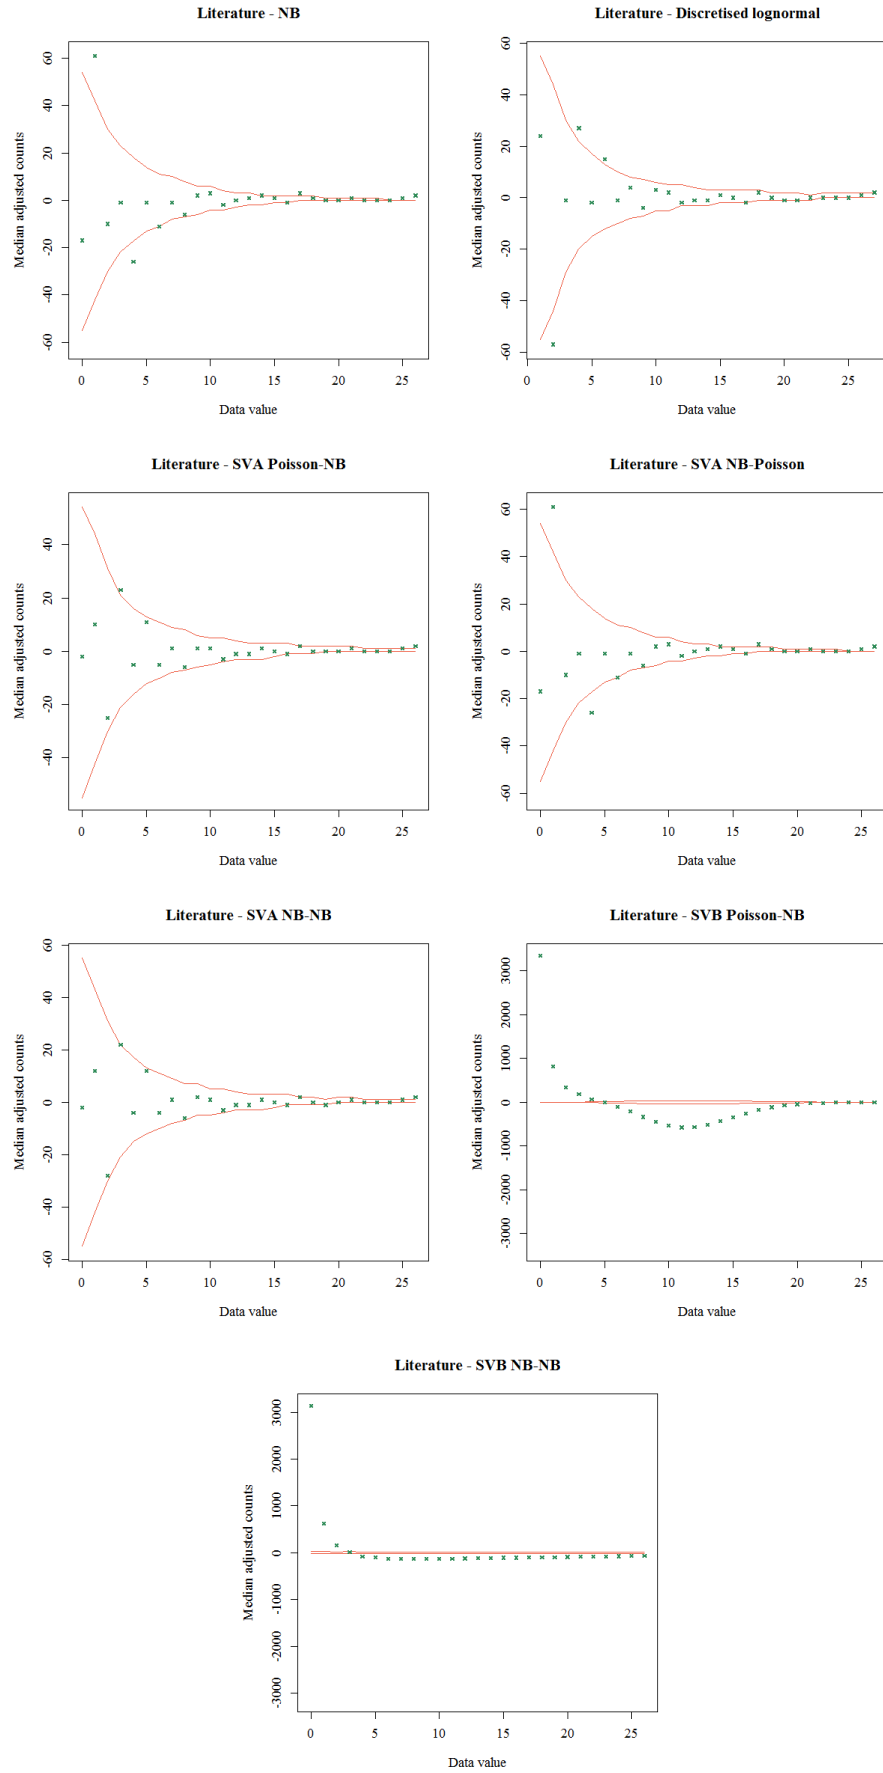 Literature - NB
Median adjusted counts
60
40
20
0
-20
-40
-60
0 5 10 15 20 25
Data value
Literature - Discretised lognormal
Median adjusted counts
60
40
20
0
-20
-40
-60
0 5 10 15 20 25
Data value
Literature - SVA Poisson-NB
Median adjusted counts
40
20
0
-20
-40
0 5 10 15 20 25
Data value
Literature - SVA NB-Poisson
Median adjusted counts
60
40
20
0
-20
-40
-60
0 5 10 15 20 25
Data value
Literature - SVA NB-NB
Median adjusted counts
60
40
20
0
-20
-40
-60
0 5 10 15 20 25
Data value
Literature - SVB Poisson-NB
Median adjusted counts
3000
2000
1000
0
-1000
-2000
-3000
0 5 10 15 20 25
Data value
Literature - SVB NB-NB
Median adjusted counts
3000
2000
1000
0
-1000
-2000
-3000
0 5 10 15 20 25
Data value